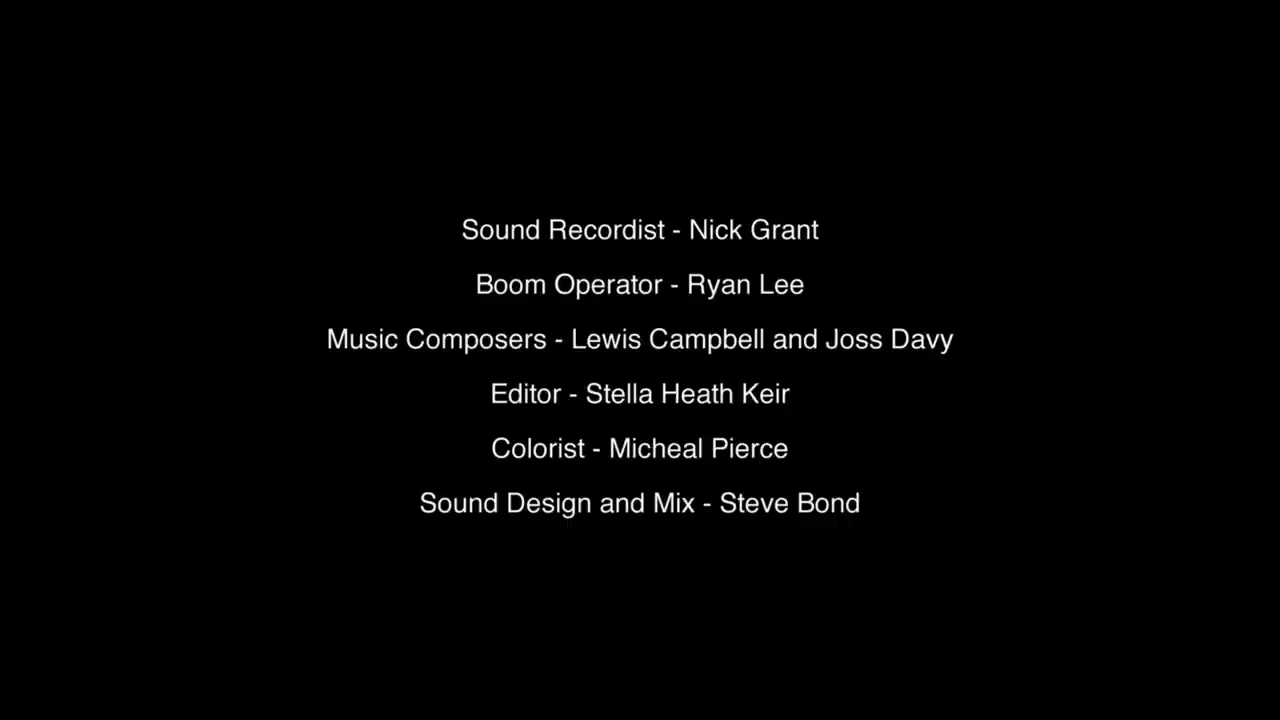 Sound Recordist - Nick Grant
Boom Operator - Ryan Lee
Music Composers - Lewis Campbell and Joss Davy
Editor - Stella Heath Keir
Colorist - Micheal Pierce
Sound Design and Mix - Steve Bond